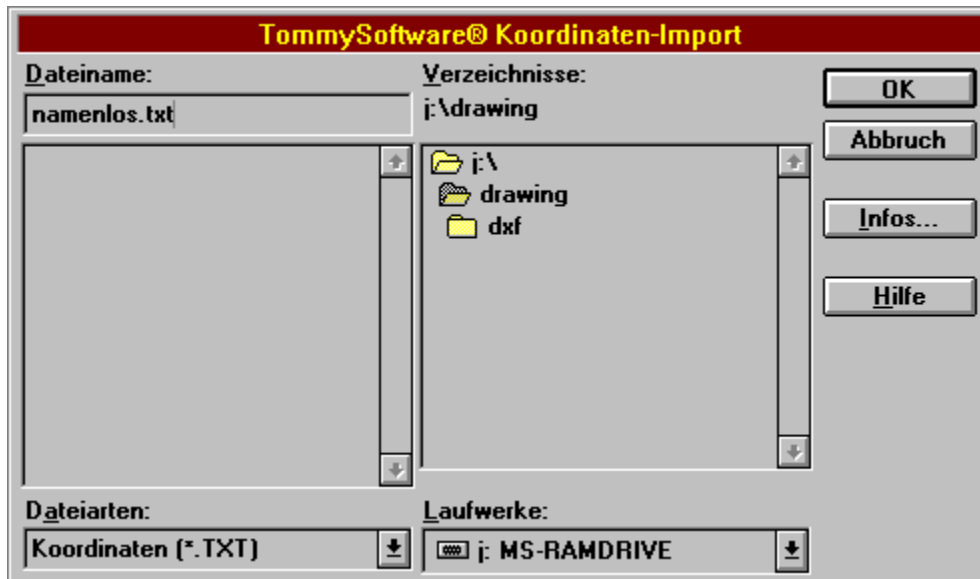 TommySoftware® Koordinaten-Import
Dateiname:
namenlos.txt
Verzeichnisse:
j:\drawing
j:\
drawing
dxf
OK
Abbruch
Infos...
Hilfe
Dateiarten:
Koordinaten (*.TXT)
Laufwerke:
j: MS-RAMDRIVE